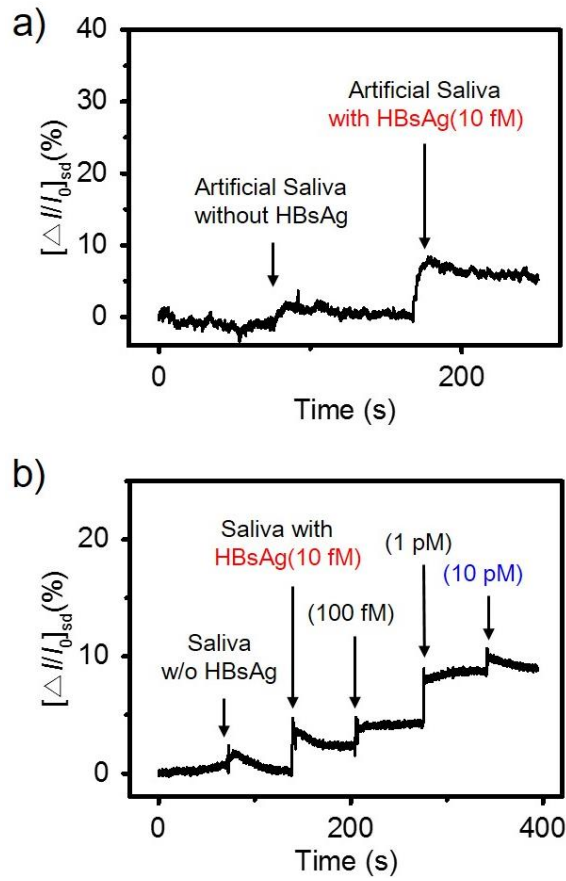 a)
[△I/I0]sd(%)
40
30
20
10
0
Artificial Saliva
without HBsAg
Artificial Saliva
with HBsAg(10 fM)
0
200
Time (s)
b)
[△I/I0]sd(%)
20
10
0
Saliva
w/o HBsAg
Saliva with
HBsAg(10 fM)
(100 fM)
(1 pM)
(10 pM)
0
200
400
Time (s)